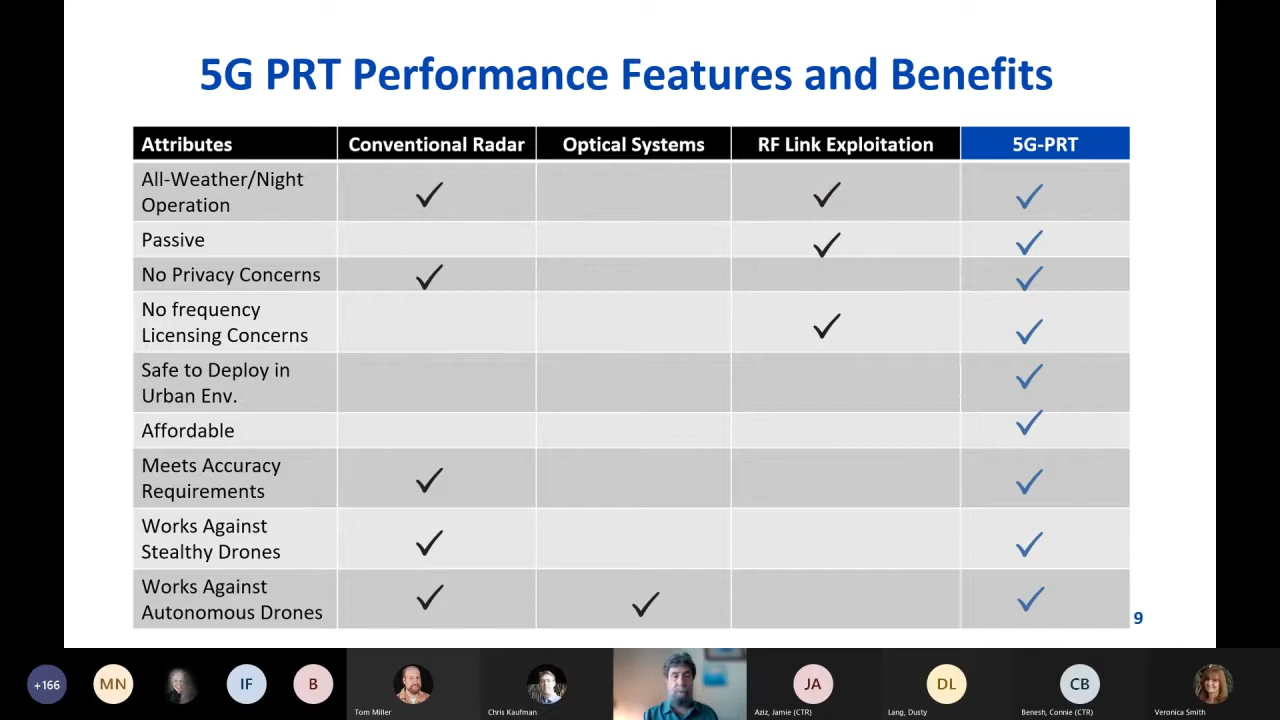 5G PRT Performance Features and Benefits
Attributes Conventional Radar Optical Systems RF Link Exploitation 5G-PRT
All-Weather/Night
Operation ✓ ✓ ✓
Passive ✓ ✓
No Privacy Concerns ✓ ✓
No frequency
Licensing Concerns ✓ ✓
Safe to Deploy in
Urban Env. ✓
Affordable ✓
Meets Accuracy
Requirements ✓ ✓
Works Against
Stealthy Drones ✓ ✓
Works Against
Autonomous Drones ✓ ✓ ✓
9
+166 MN IF B JA DL CB
Tom Miller Chris Kaufman Aziz, Jamie (CTR) Lang, Dusty Benesh, Connie (CTR) Veronica Smith